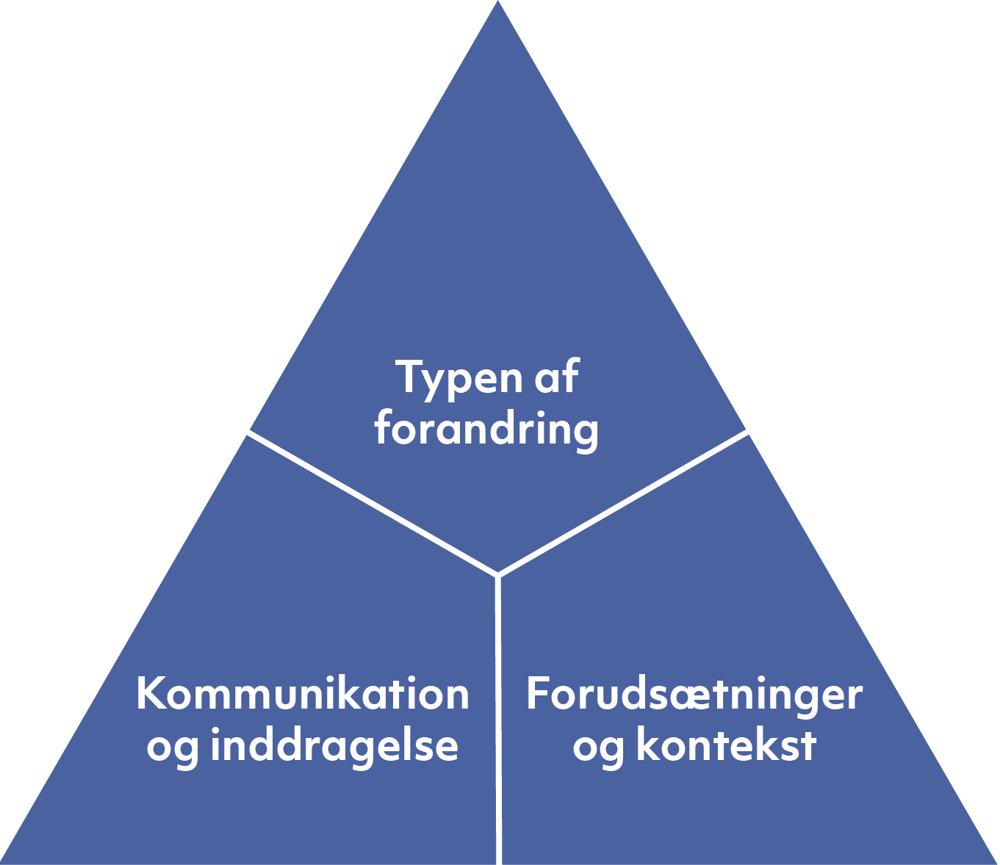 Typen af
forandring
Kommunikation
og inddragelse
Forudsætninger
og kontekst